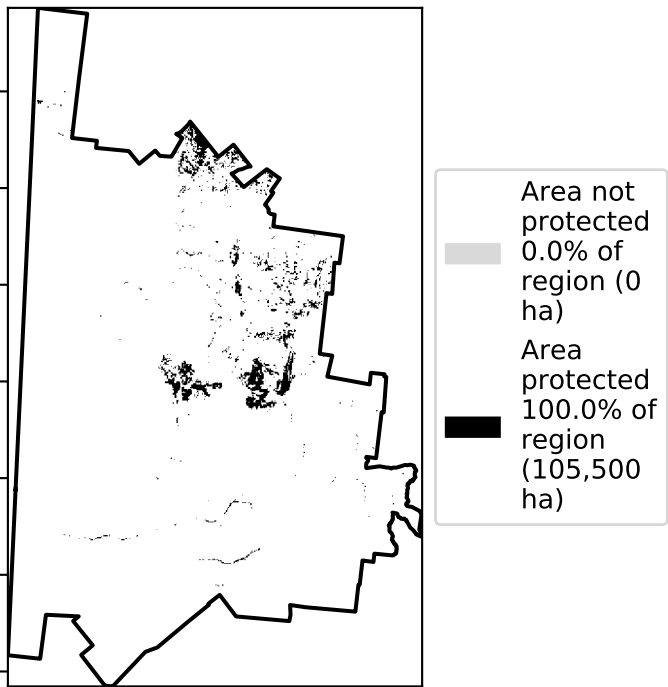 Area not
protected
0.0% of
region (0
ha)
Area
protected
100.0% of
region
(105,500
ha)